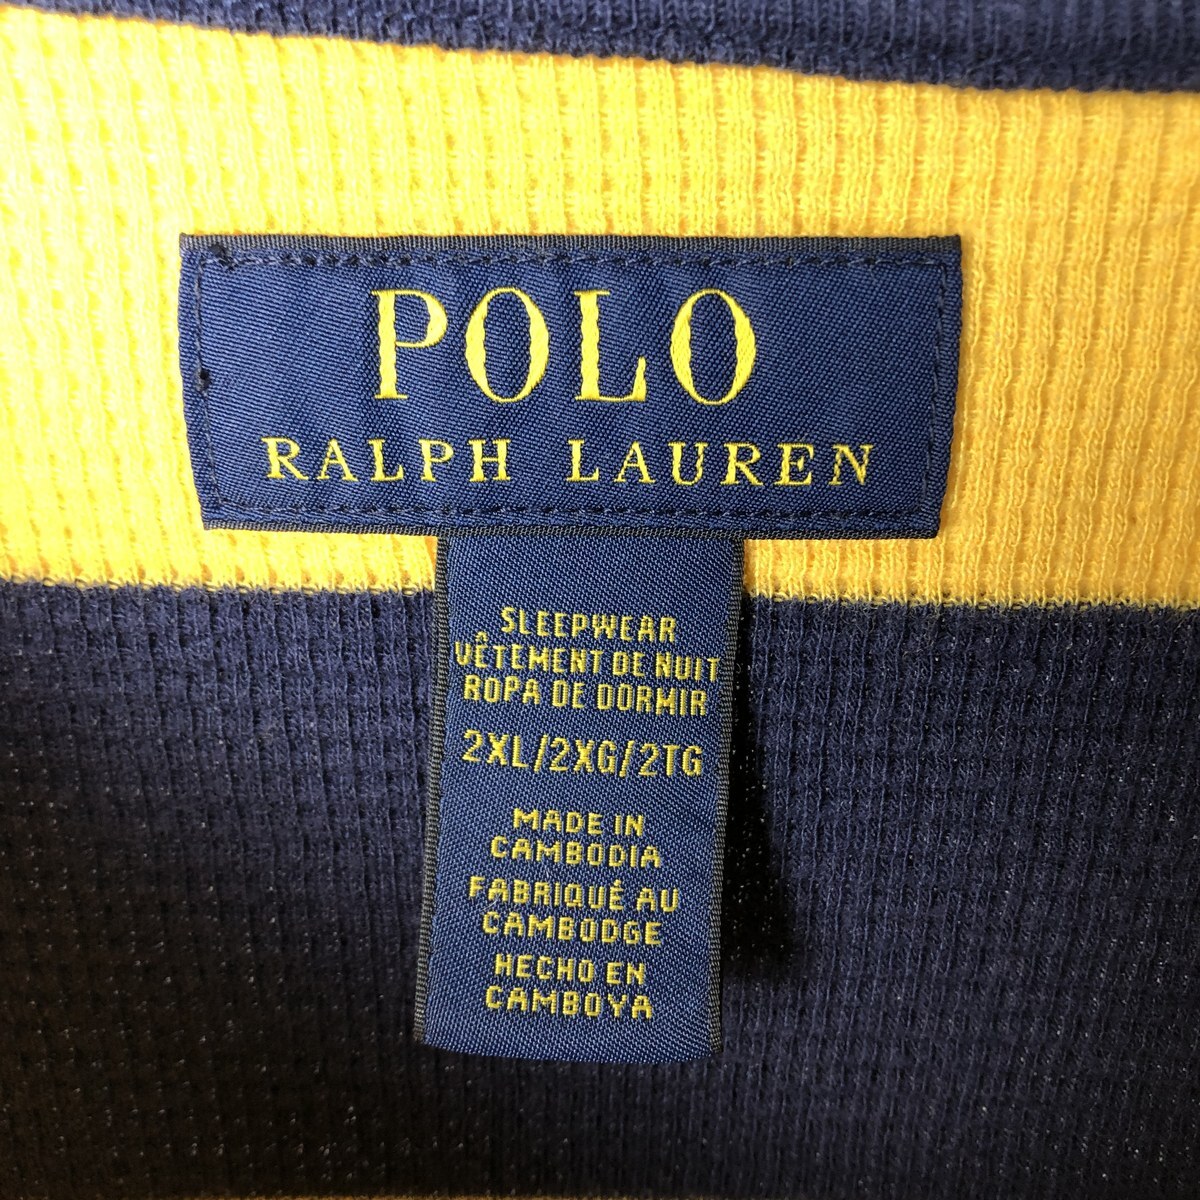 POLO
RALPH LAUREN
SLEEPWEAR
VÊTEMENT DE NUIT
ROPA DE DORMIR
2XL/2XG/2TG
MADE IN
CAMBODIA
FABRIQUÉ AU
CAMBODGE
HECHO EN
CAMBOYA